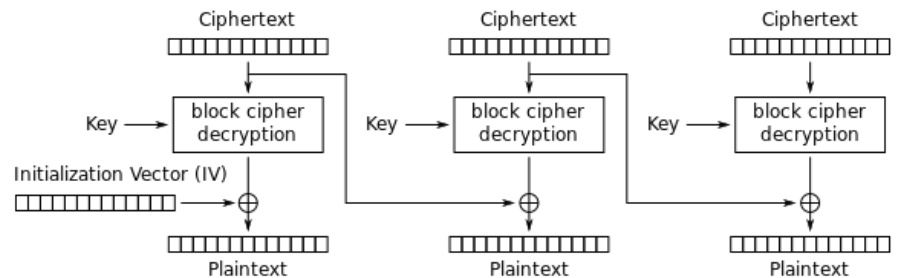 Ciphertext Ciphertext Ciphertext
Key block cipher decryption Key block cipher decryption Key block cipher decryption
Initialization Vector (IV)
Plaintext Plaintext Plaintext